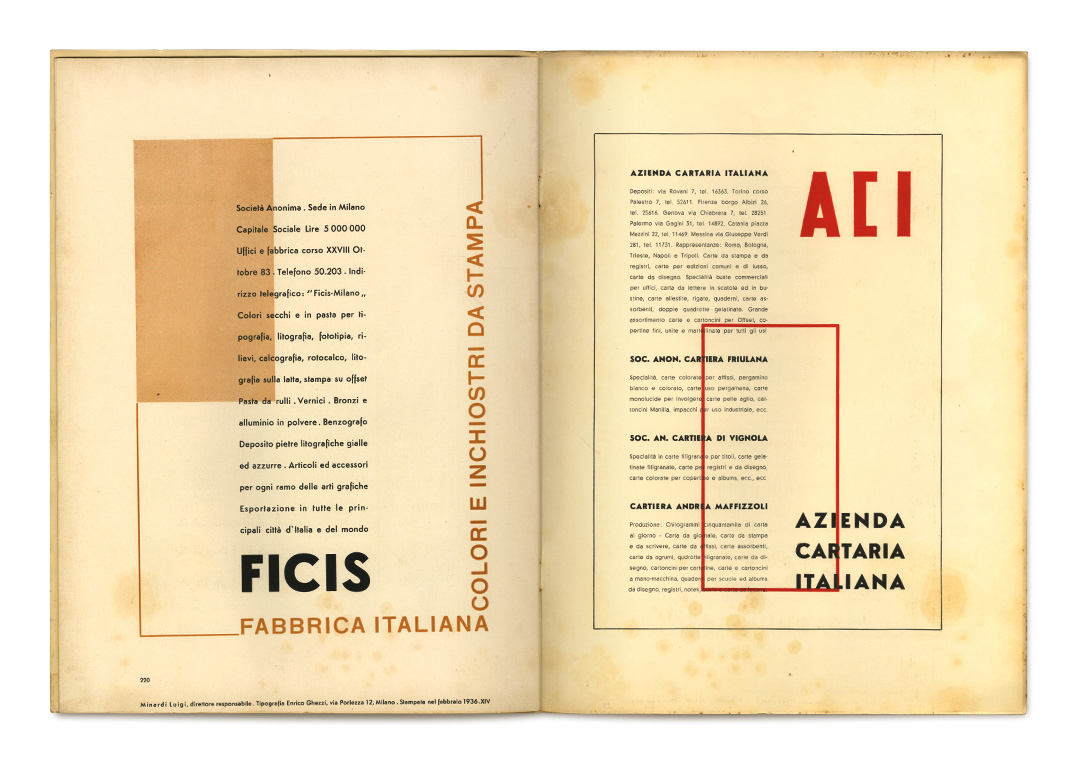 Società Anonima . Sede in Milano
Capitale Sociale Lire 5 000 000
Uffici e fabbrica corso XXVIII Ot-
tobre 83 . Telefono 50.203 . Indi-
rizzo telegrafico: “Ficis-Milano„
Colori secchi e in pasta per ti-
pografia, litografia, fototipia, ri-
lievi, calcografia, rotocalco, lito-
grafia sulla latta, stampa su offset
Pasta da rulli . Vernici . Bronzi e
alluminio in polvere . Benzografo
Deposito pietre litografiche gialle
ed azzurre . Articoli ed accessori
per ogni ramo delle arti grafiche
Esportazione in tutte le prin-
cipali città d'Italia e del mondo
FICIS
FABBRICA ITALIANA
COLORI E INCHIOSTRI DA STAMPA
220
Minardi Luigi, direttore responsabile . Tipografia Enrico Ghezzi, via Portezza 12, Milano . Stampata nel febbraio 1936.XIV
ACI
AZIENDA CARTARIA ITALIANA
Depositi: via Rovani 7, tel. 16363. Torino corso
Palestro 7, tel. 52611. Firenze borgo Albizi 26,
tel. 25616. Genova via Chiabrera 7, tel. 28251.
Palermo via Gagini 31, tel. 14892. Catania piazza
Mazzini 22, tel. 11469. Messina via Giuseppe Verdi
281, tel. 11731. Rappresentanze: Roma, Bologna,
Trieste, Napoli e Tripoli. Carte da stampa e da
registri, carte per edizioni comuni e di lusso,
carte da disegno. Specialità buste commerciali
per uffici, carta da lettere in scatole ed in bu-
stine, carte allestite, rigate, quaderni, carte as-
sorbenti, doppie quadrotte gelatinate. Grande
assortimento carte e cartoncini per Offset, co-
pertine fini, unite e martellinate per tutti gli usi
SOC. ANON. CARTIERA FRIULANA
Specialità, carte colorate per affissi, pergamino
bianco e colorato, carte uso pergamena, carte
monolucide per involgere, carte pelle aglio, car-
toncini Manilla, impacchi per uso industriale, ecc.
SOC. AN. CARTIERA DI VIGNOLA
Specialità in carte filigranate per titoli, carte gela-
tinate filigranate, carte per registri e da disegno,
carte colorate per copertine e albums, ecc., ecc.
CARTIERA ANDREA MAFFIZZOLI
Produzione: Chilogrammi cinquantamila di carta
al giorno - Carta da giornale, carte da stampa
e da scrivere, carte da affissi, carte assorbenti,
carte da agrumi, quadrotte filigranate, carte da di-
segno, cartoncini per cartoline, carte e cartoncini
a mano-macchina, quaderni per scuole ed albums
da disegno, registri, notes,
AZIENDA
CARTARIA
ITALIANA